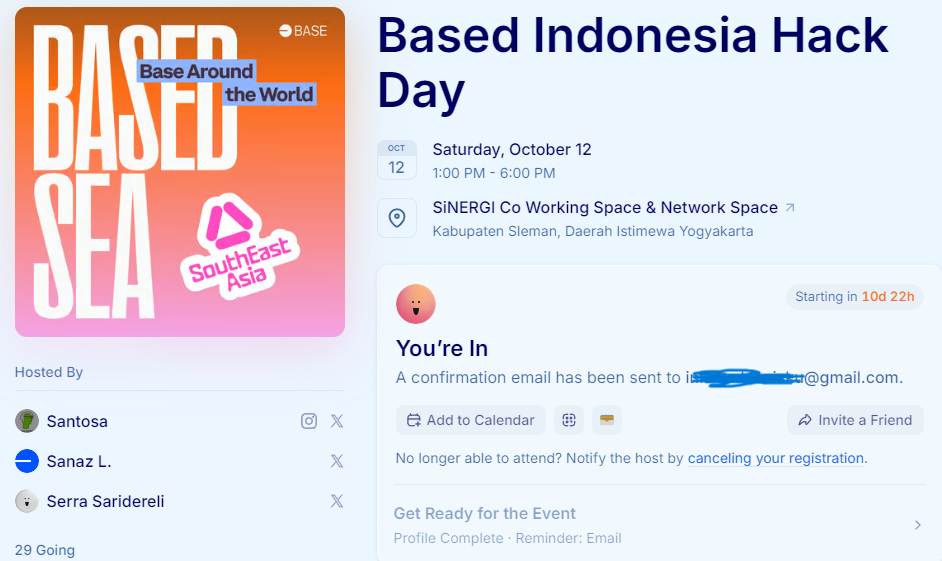 BASED
SEA
BASE
Base Around
the World
SouthEast
Asia
Hosted By
Santosa
Sanaz L.
Serra Saridereli
29 Going
Based Indonesia Hack
Day
OCT
12
Saturday, October 12
1:00 PM - 6:00 PM
SiNERGI Co Working Space & Network Space
Kabupaten Sleman, Daerah Istimewa Yogyakarta
Starting in 10d 22h
You’re In
A confirmation email has been sent to @gmail.com.
Add to Calendar
Invite a Friend
No longer able to attend? Notify the host by canceling your registration.
Get Ready for the Event
Profile Complete · Reminder: Email